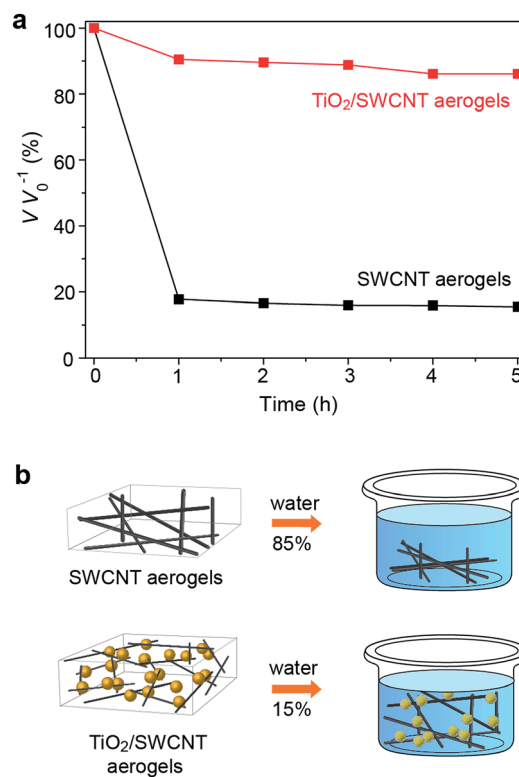 a
100
80
60
40
20
0
V V₀⁻¹ (%)
TiO₂/SWCNT aerogels
SWCNT aerogels
0 1 2 3 4 5
Time (h)
b
SWCNT aerogels
water
85%
TiO₂/SWCNT
aerogels
water
15%